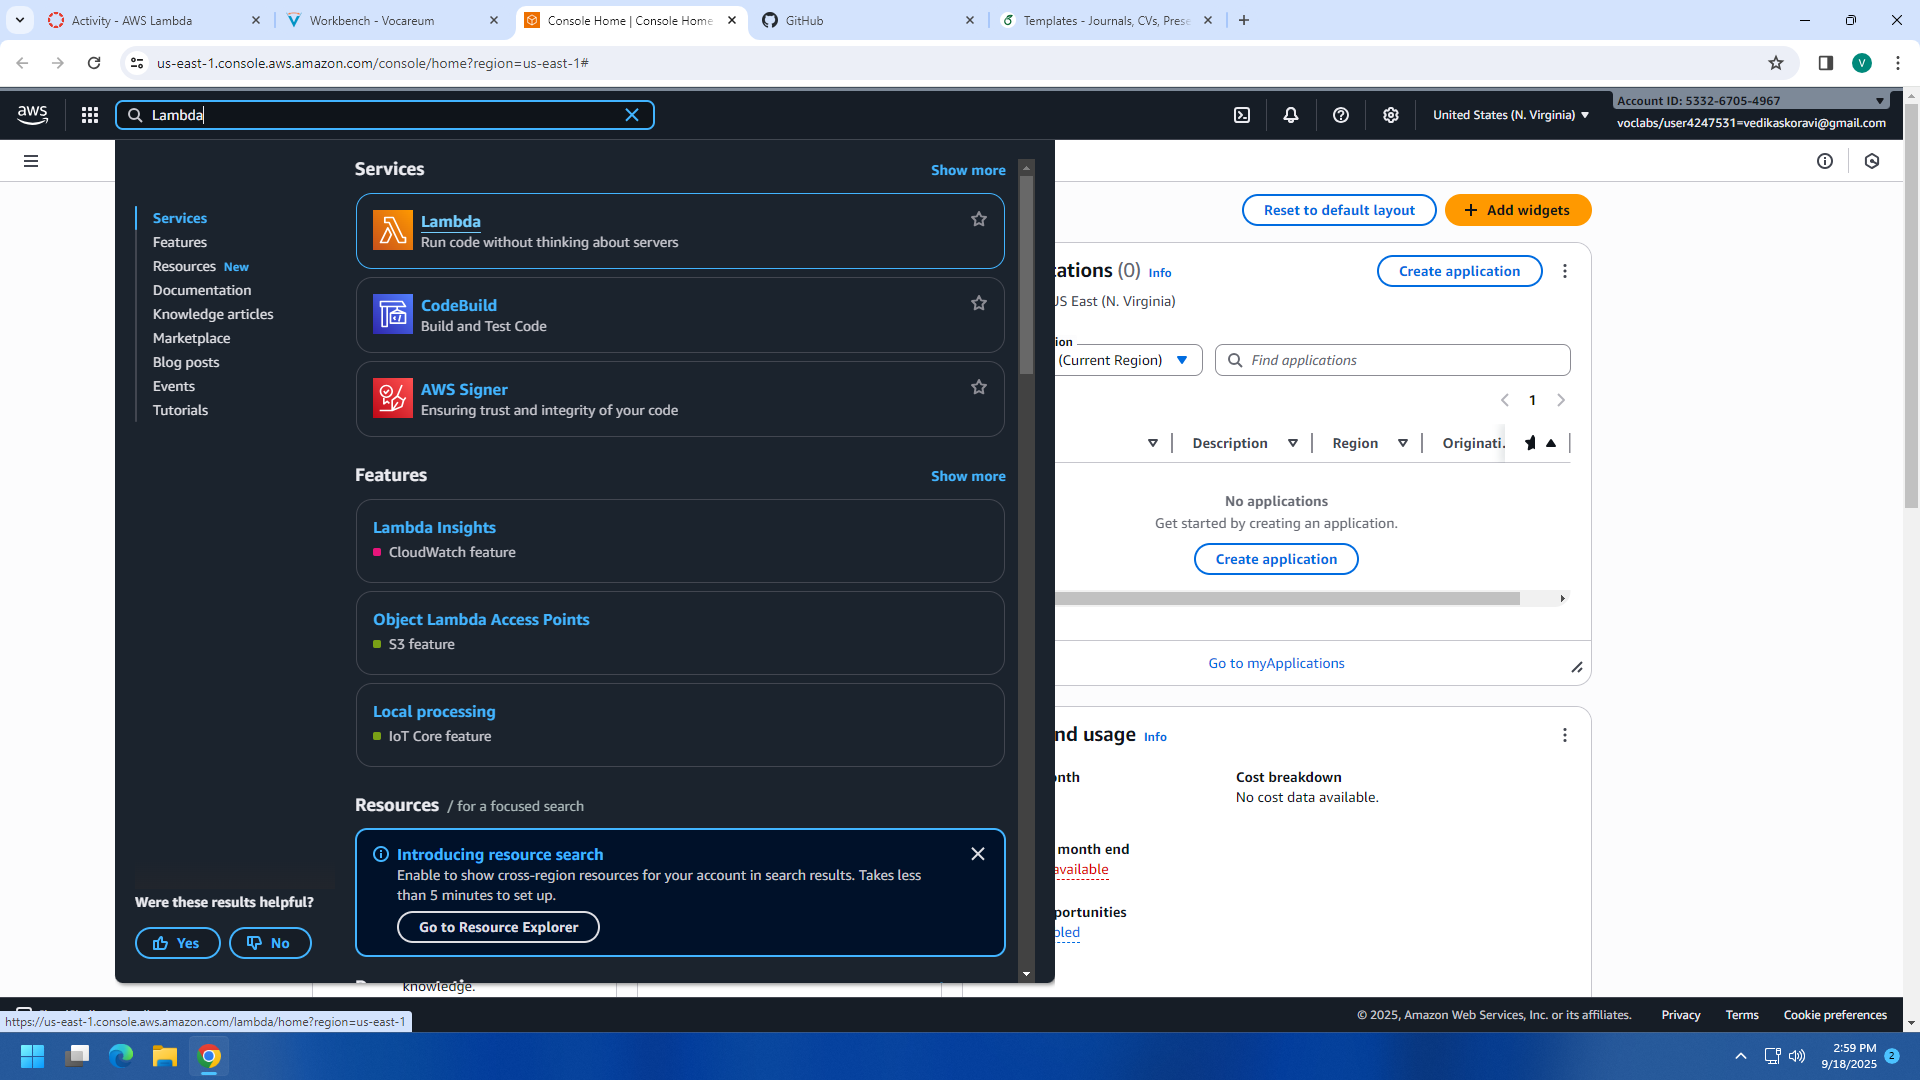 Activity - AWS Lambda
Workbench - Vocareum
Console Home | Console Home
GitHub
Templates - Journals, CVs, Prese
us-east-1.console.aws.amazon.com/console/home?region=us-east-1#
V
aws
Lambda
United States (N. Virginia)
Account ID: 5332-6705-4967
voclabs/user4247531=vedikaskoravi@gmail.com
Services
Features
Resources New
Documentation
Knowledge articles
Marketplace
Blog posts
Events
Tutorials
Were these results helpful?
Yes
No
Services
Show more
Lambda
Run code without thinking about servers
CodeBuild
Build and Test Code
AWS Signer
Ensuring trust and integrity of your code
Features
Show more
Lambda Insights
CloudWatch feature
Object Lambda Access Points
S3 feature
Local processing
IoT Core feature
Resources / for a focused search
Introducing resource search
Enable to show cross-region resources for your account in search results. Takes less
than 5 minutes to set up.
Go to Resource Explorer
knowledge.
Reset to default layout
Add widgets
cations (0) Info
Create application
US East (N. Virginia)
ion
(Current Region)
Find applications
1
Description
Region
Originati.
No applications
Get started by creating an application.
Create application
Go to myApplications
nd usage Info
onth
Cost breakdown
No cost data available.
month end
available
portunities
bled
https://us-east-1.console.aws.amazon.com/lambda/home?region=us-east-1
© 2025, Amazon Web Services, Inc. or its affiliates.
Privacy
Terms
Cookie preferences
2:59 PM
9/18/2025
2